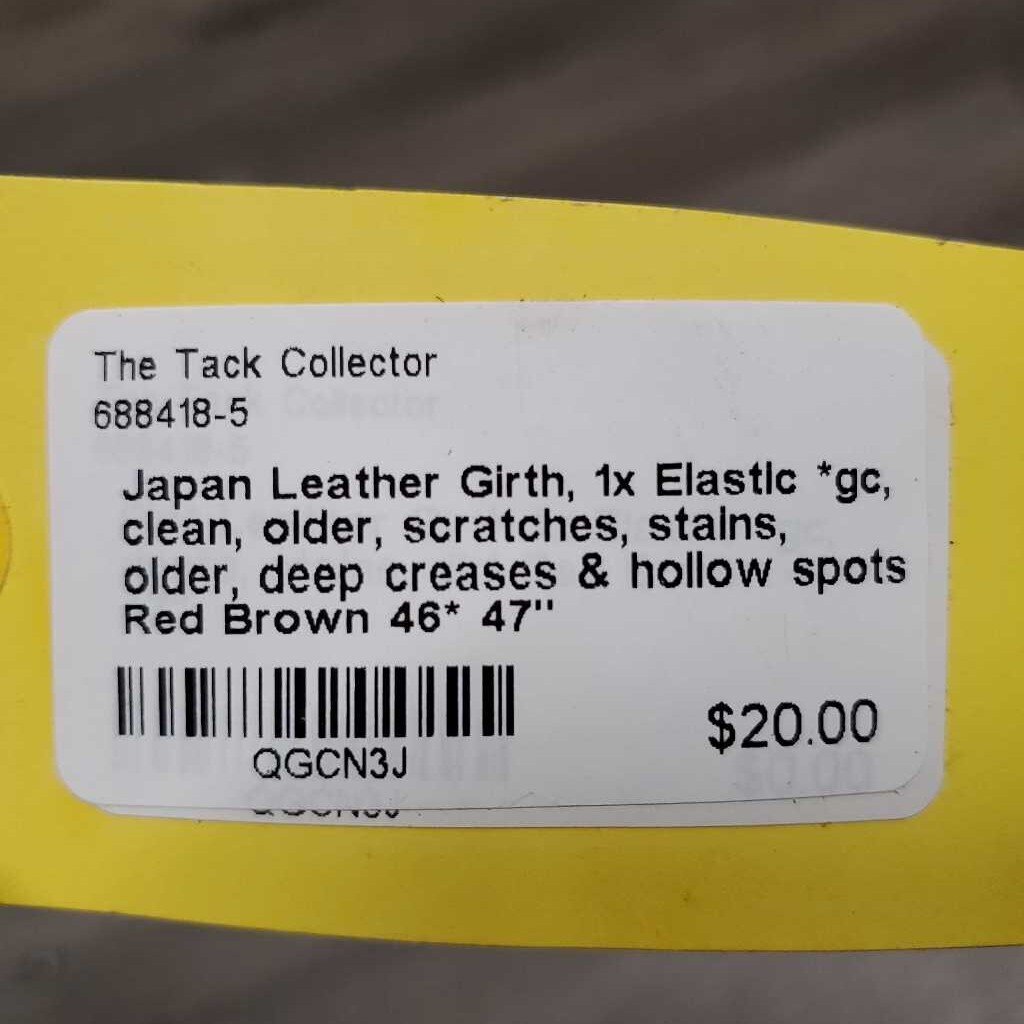 The Tack Collector
688418-5
Japan Leather Girth, 1x Elastic *gc,
clean, older, scratches, stains,
older, deep creases & hollow spots
Red Brown 46* 47"
QGCN3J
$20.00